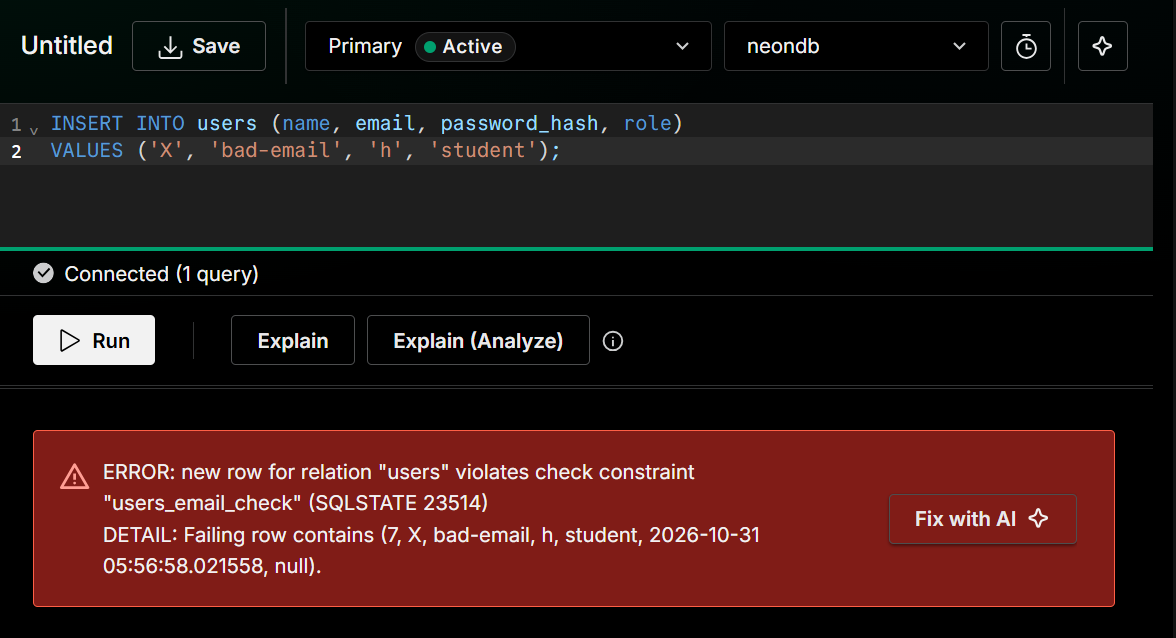 Untitled
Save
Primary Active
neondb
1 INSERT INTO users (name, email, password_hash, role)
2 VALUES ('X', 'bad-email', 'h', 'student');
Connected (1 query)
Run
Explain
Explain (Analyze)
ERROR: new row for relation "users" violates check constraint
"users_email_check" (SQLSTATE 23514)
DETAIL: Failing row contains (7, X, bad-email, h, student, 2026-10-31
05:56:58.021558, null).
Fix with AI